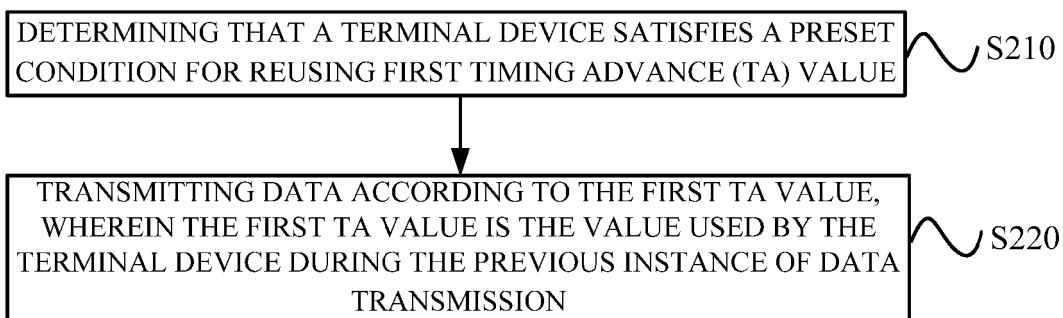 DETERMINING THAT A TERMINAL DEVICE SATISFIES A PRESET
CONDITION FOR REUSING FIRST TIMING ADVANCE (TA) VALUE
S210
TRANSMITTING DATA ACCORDING TO THE FIRST TA VALUE,
WHEREIN THE FIRST TA VALUE IS THE VALUE USED BY THE
TERMINAL DEVICE DURING THE PREVIOUS INSTANCE OF DATA
TRANSMISSION
S220